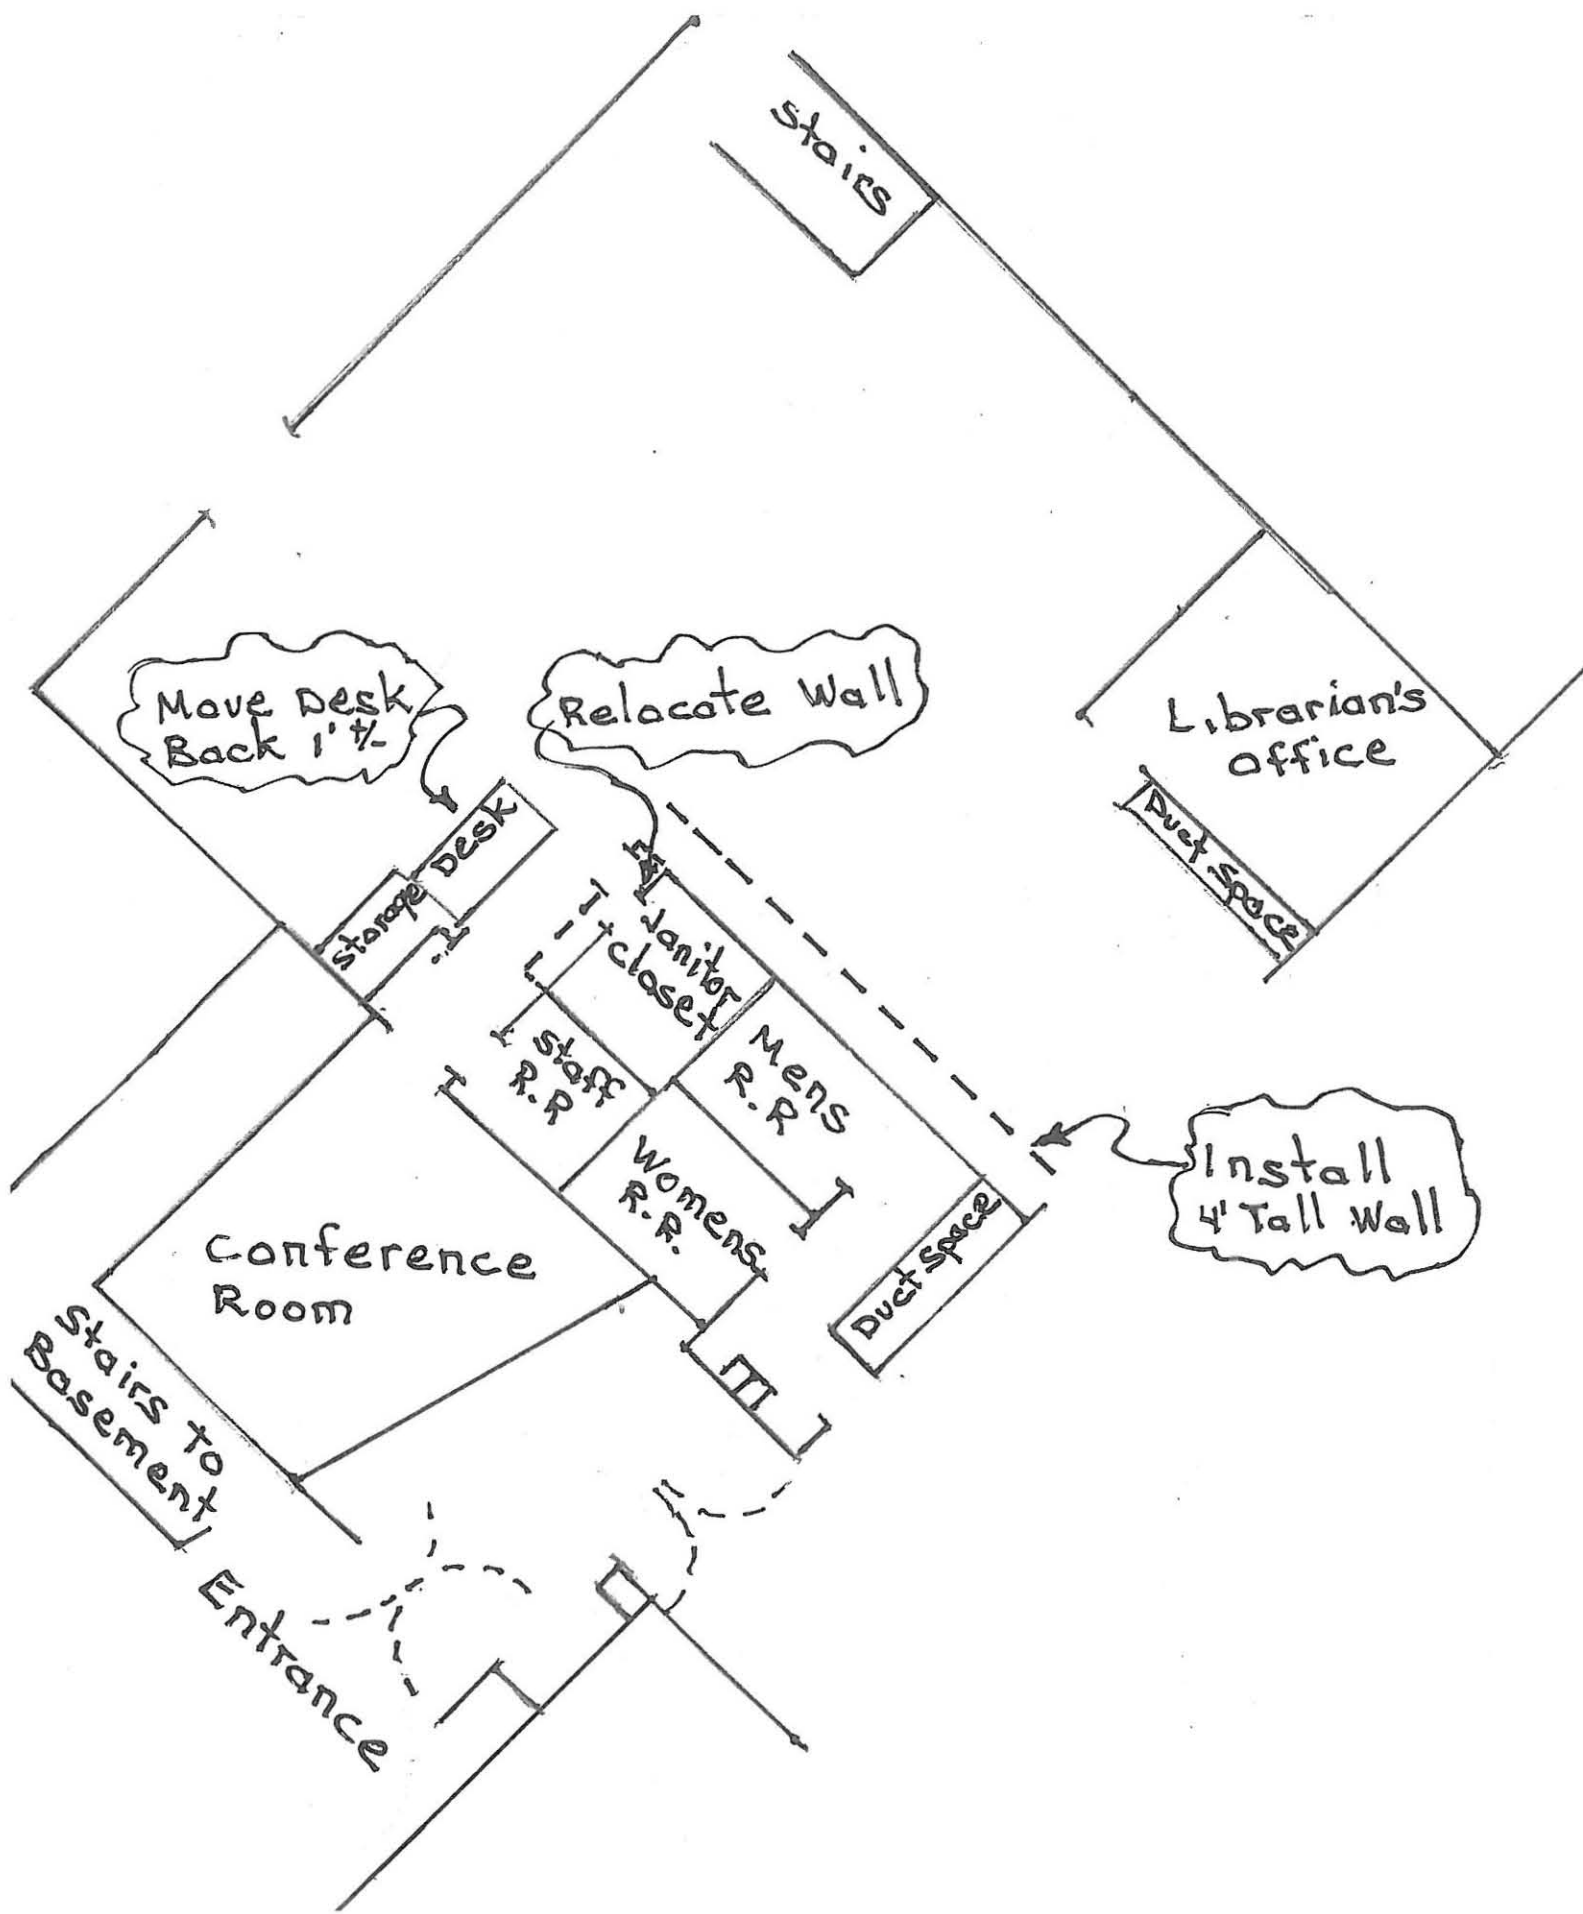 Stairs
Move Desk
Back 1' +/-
Relocate Wall
Librarian's
Office
Duct Space
Desk
Storage
Janitor
Closet
Staff
R.R
Mens
R.R
Womens
R.R.
Install
4' Tall Wall
Duct Space
Conference
Room
Stairs To
Basement
Entrance